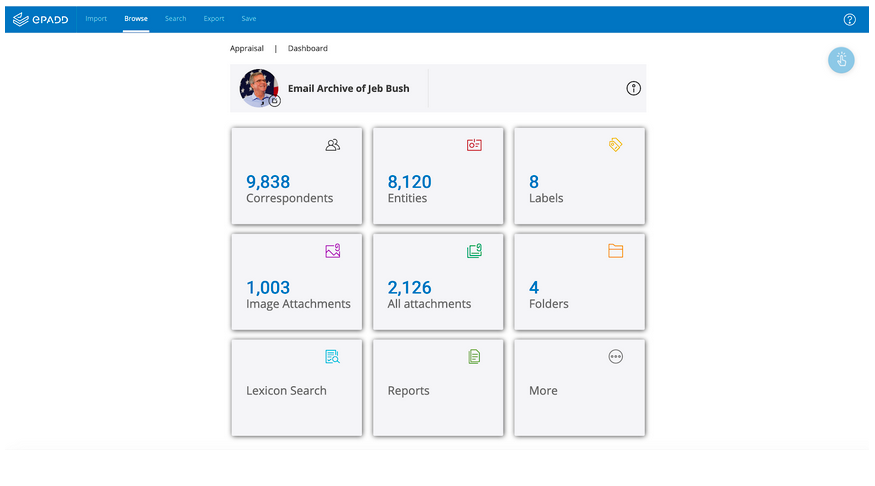 ePADD Import Browse Search Export Save
Appraisal | Dashboard
Email Archive of Jeb Bush
9,838 8,120 8
Correspondents Entities Labels
1,003 2,126 4
Image Attachments All attachments Folders
Lexicon Search Reports More